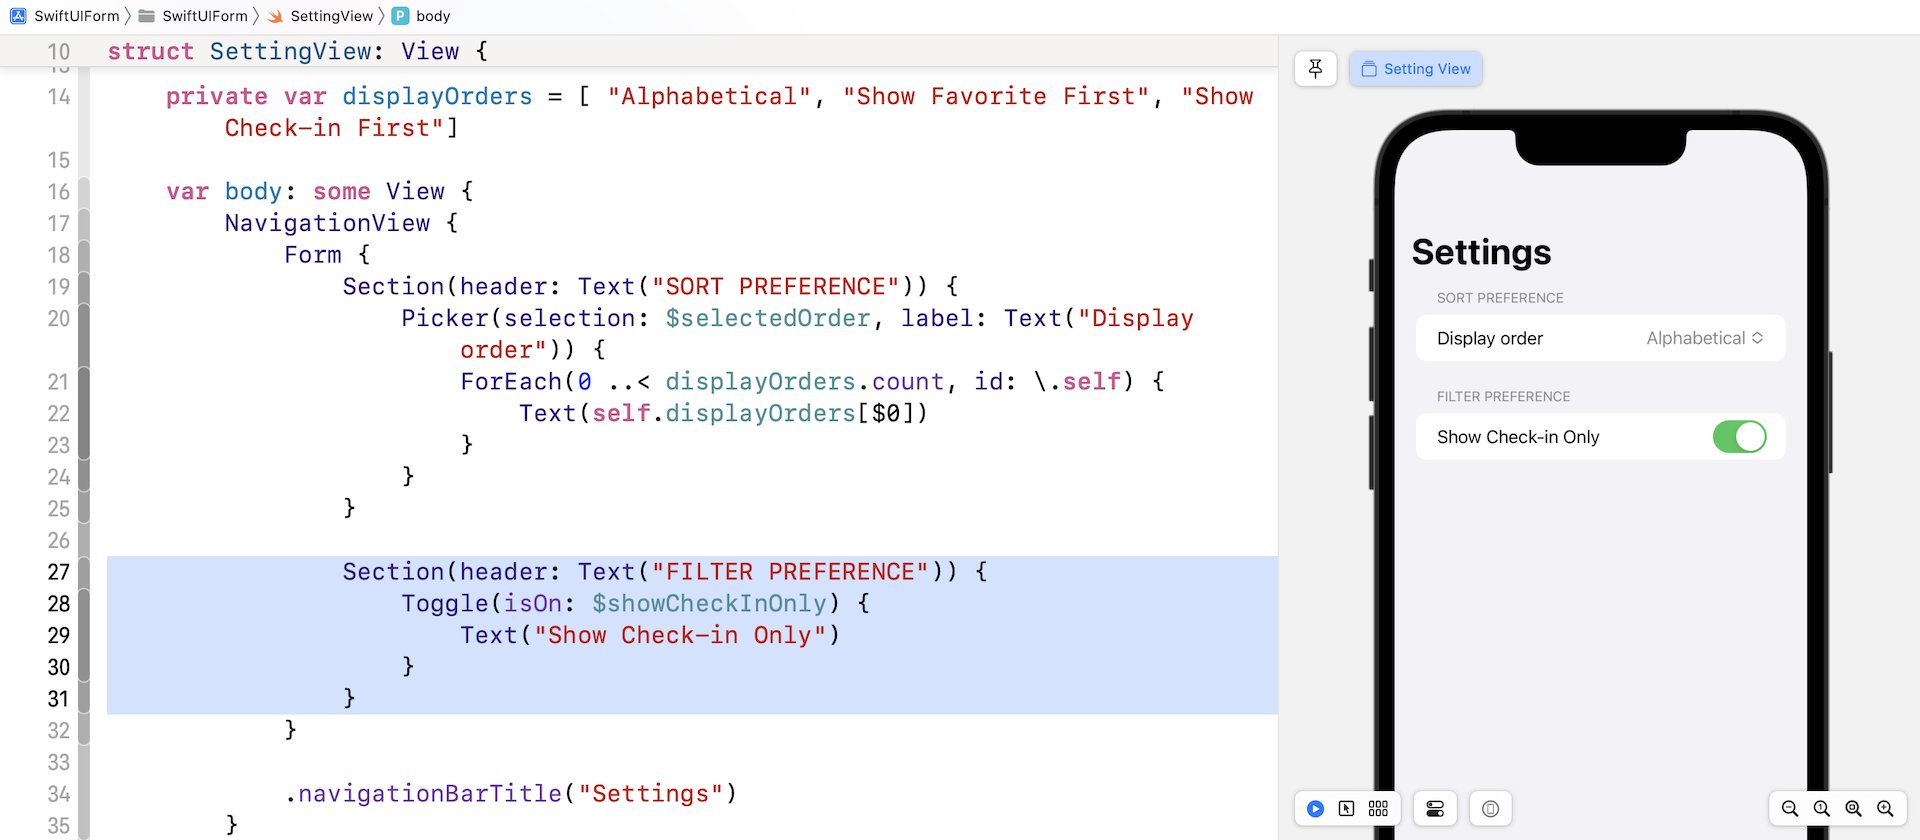 SwiftUIForm SwiftUIForm SettingView P body
10 struct SettingView: View {
14 private var displayOrders = [ "Alphabetical", "Show Favorite First", "Show
Check-in First"]
15
16 var body: some View {
17 NavigationView {
18 Form {
19 Section(header: Text("SORT PREFERENCE")) {
20 Picker(selection: $selectedOrder, label: Text("Display
order")) {
21 ForEach(0 ..< displayOrders.count, id: \.self) {
22 Text(self.displayOrders[$0])
23 }
24 }
25 }
26
27 Section(header: Text("FILTER PREFERENCE")) {
28 Toggle(isOn: $showCheckInOnly) {
29 Text("Show Check-in Only")
30 }
31 }
32 }
33
34 .navigationBarTitle("Settings")
35 }
Setting View
Settings
SORT PREFERENCE
Display order Alphabetical
FILTER PREFERENCE
Show Check-in Only